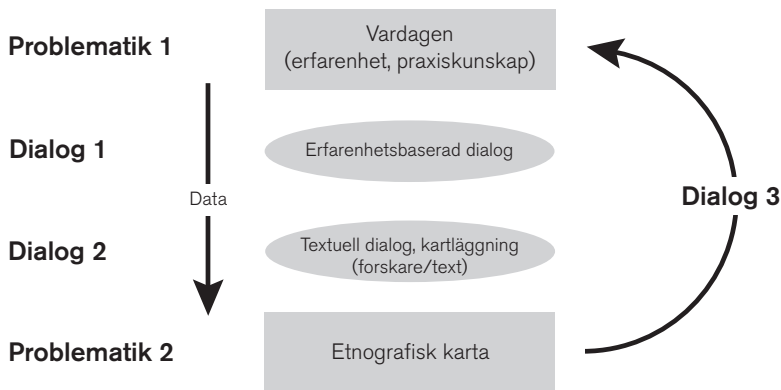 Problematik 1
Vardagen
(erfarenhet, praxiskunskap)
Dialog 1
Erfarenhetsbaserad dialog
Data
Dialog 3
Dialog 2
Textuell dialog, kartläggning
(forskare/text)
Problematik 2
Etnografisk karta